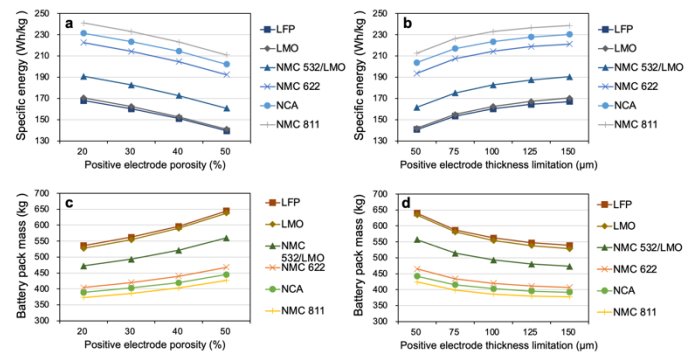 a
Specific energy (Wh/kg)
250
230
210
190
170
150
130
20 30 40 50
Positive electrode porosity (%)
LFP
LMO
NMC 532/LMO
NMC 622
NCA
NMC 811
b
Specific energy (Wh/kg)
250
230
210
190
170
150
130
50 75 100 125 150
Positive electrode thickness limitation (µm)
LFP
LMO
NMC 532/LMO
NMC 622
NCA
NMC 811
c
Battery pack mass (kg)
700
650
600
550
500
450
400
350
300
20 30 40 50
Positive electrode porosity (%)
LFP
LMO
NMC
532/LMO
NMC 622
NCA
NMC 811
d
Battery pack mass (kg)
700
650
600
550
500
450
400
350
300
50 75 100 125 150
Positive electrode thickness limitation (µm)
LFP
LMO
NMC
532/LMO
NMC 622
NCA
NMC 811